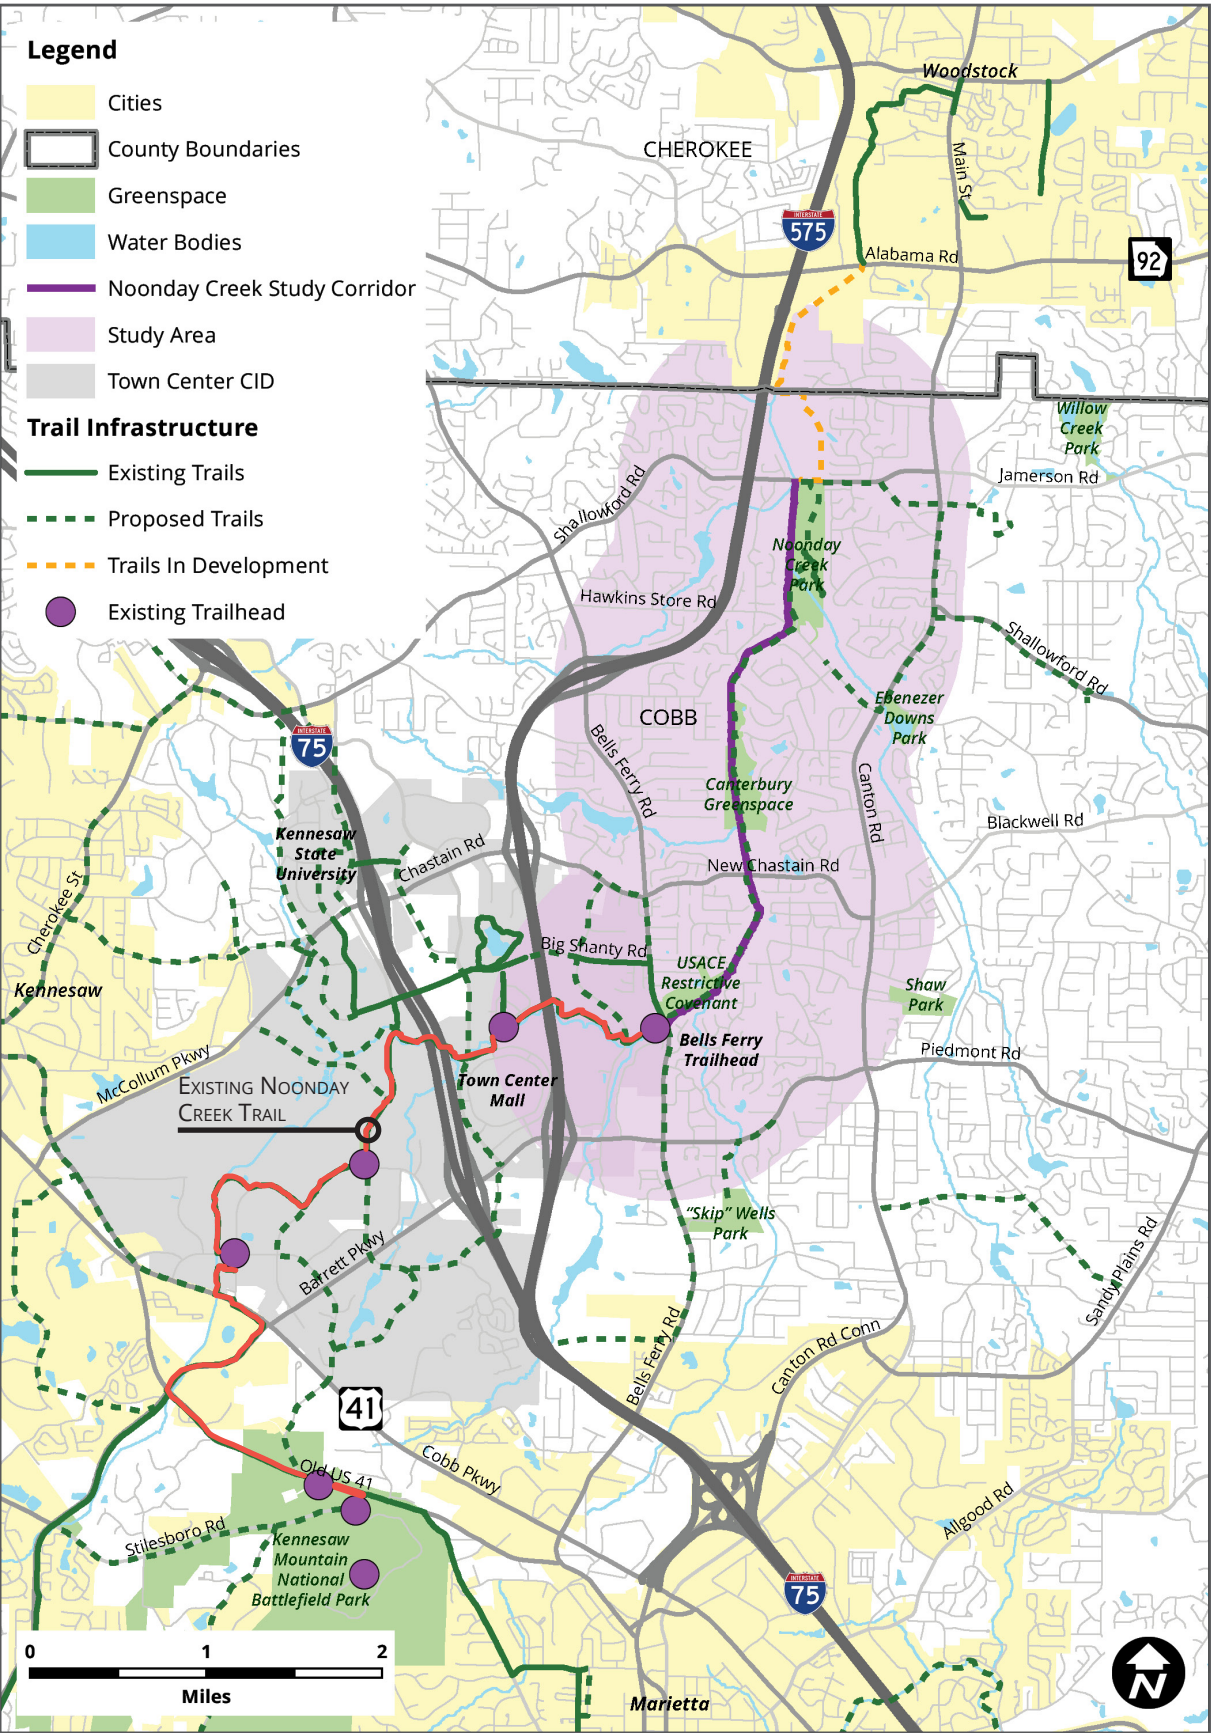 Legend
Cities
County Boundaries
Greenspace
Water Bodies
Noonday Creek Study Corridor
Study Area
Town Center CID
Trail Infrastructure
Existing Trails
Proposed Trails
Trails In Development
Existing Trailhead
Woodstock
CHEROKEE
Main St
INTERSTATE
575
Alabama Rd
92
Willow
Creek
Park
Jamerson Rd
Shallowford Rd
Noonday
Creek
Park
Hawkins Store Rd
Shallowford Rd
Ebenezer
Downs
Park
COBB
INTERSTATE
75
Bells Ferry Rd
Canterbury
Greenspace
Canton Rd
Blackwell Rd
Kennesaw
State
University
Chastain Rd
New Chastain Rd
Cherokee St
Big Shanty Rd
USACE
Restrictive
Covenant
Shaw
Park
Kennesaw
Bells Ferry
Trailhead
Piedmont Rd
McCollum Pkwy
Existing Noonday
Creek Trail
Town Center
Mall
"Skip" Wells
Park
Barrett Pkwy
Sandy Plains Rd
Bells Ferry Rd
Canton Rd Conn
41
Old US 41
Cobb Pkwy
Allgood Rd
Stilesboro Rd
Kennesaw
Mountain
National
Battlefield Park
INTERSTATE
75
0 1 2
Miles
Marietta
N